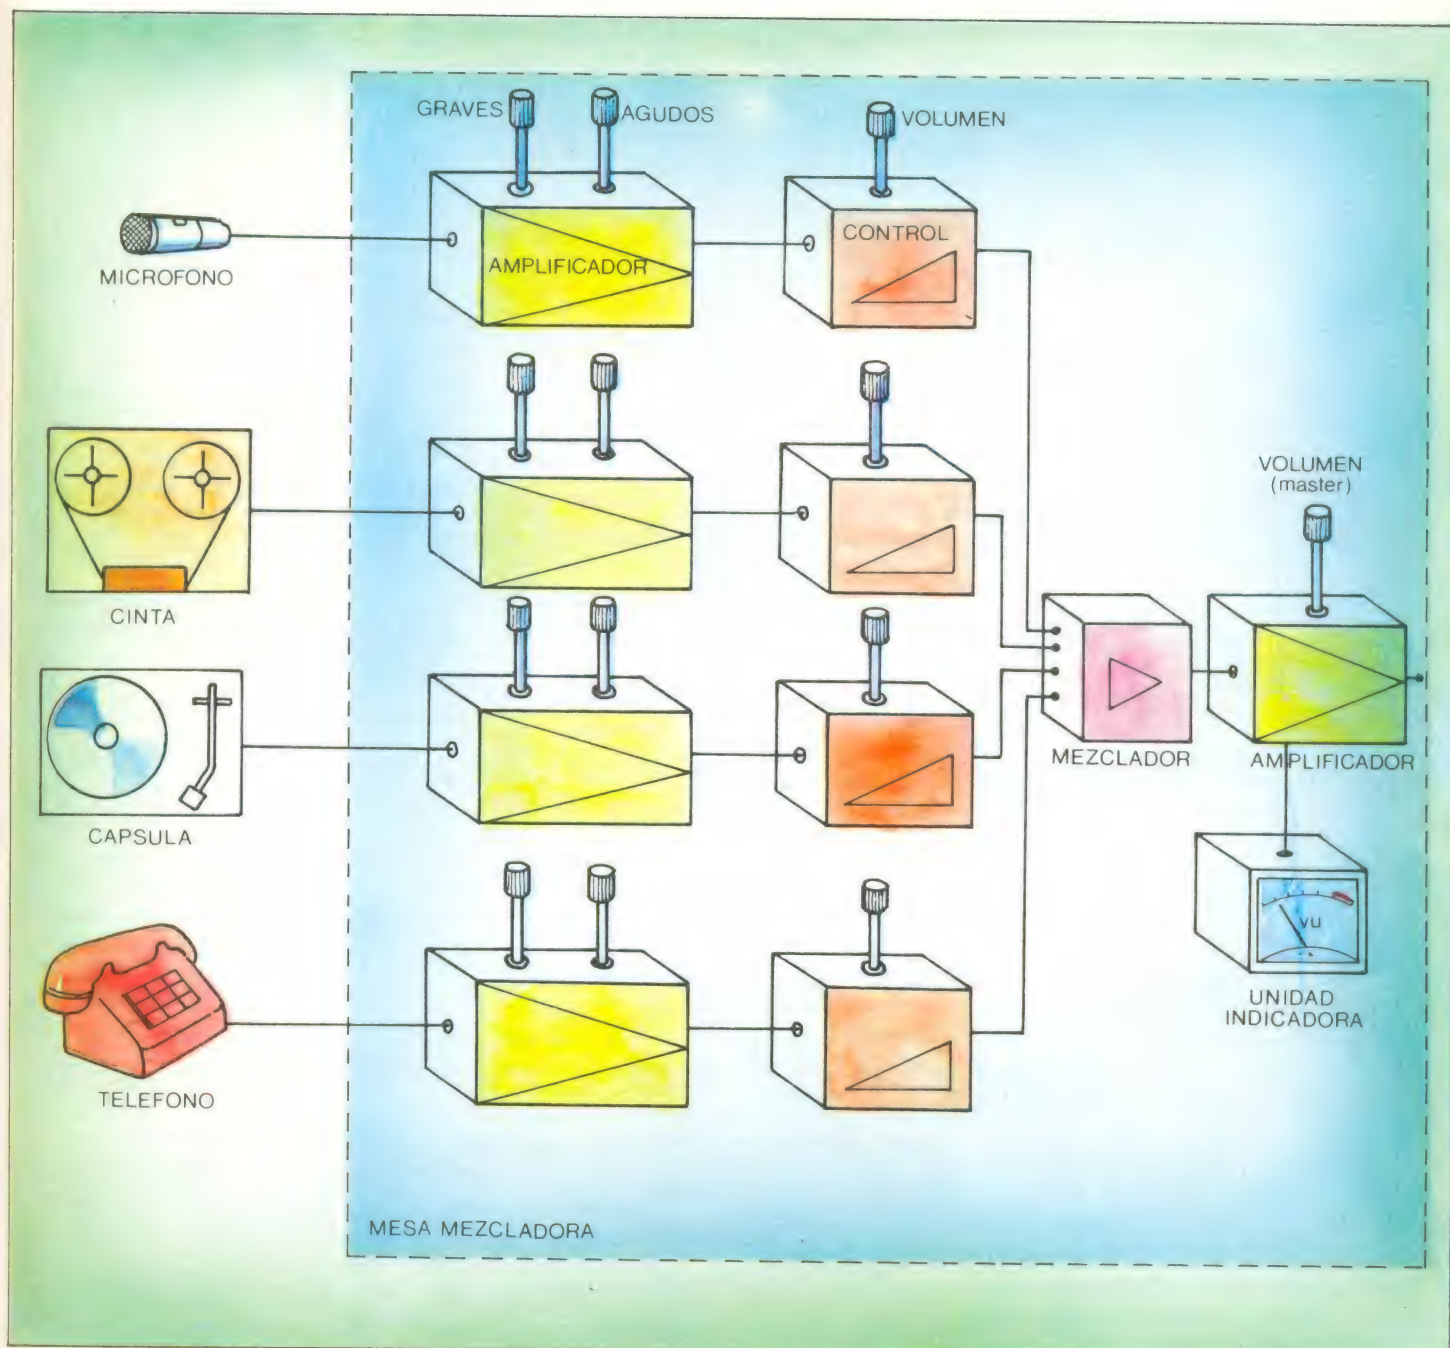 GRAVES
AGUDOS
VOLUMEN
MICROFONO
AMPLIFICADOR
CONTROL
CINTA
VOLUMEN
(master)
CAPSULA
MEZCLADOR
AMPLIFICADOR
vu
UNIDAD
INDICADORA
TELEFONO
MESA MEZCLADORA